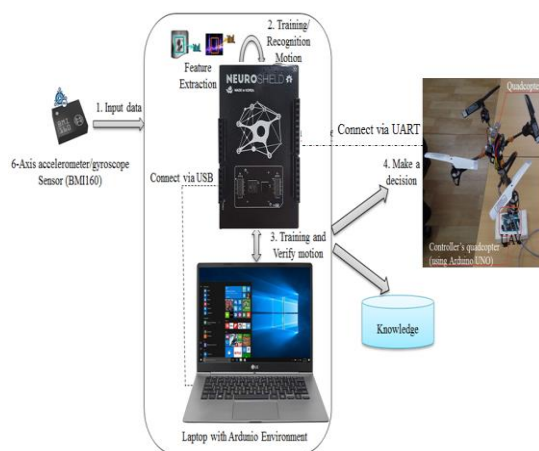 2. Training/
Recognition
Motion
Feature
Extraction
NEUROSHIELD
1. Input data
6-Axis accelerometer/gyroscope
Sensor (BMI160)
Connect via USB
Connect via UART
Quadcopter
4. Make a
decision
3. Training and
Verify motion
Controller's quadcopter
(using Arduino UNO)
Knowledge
LG
Laptop with Ardunio Environment